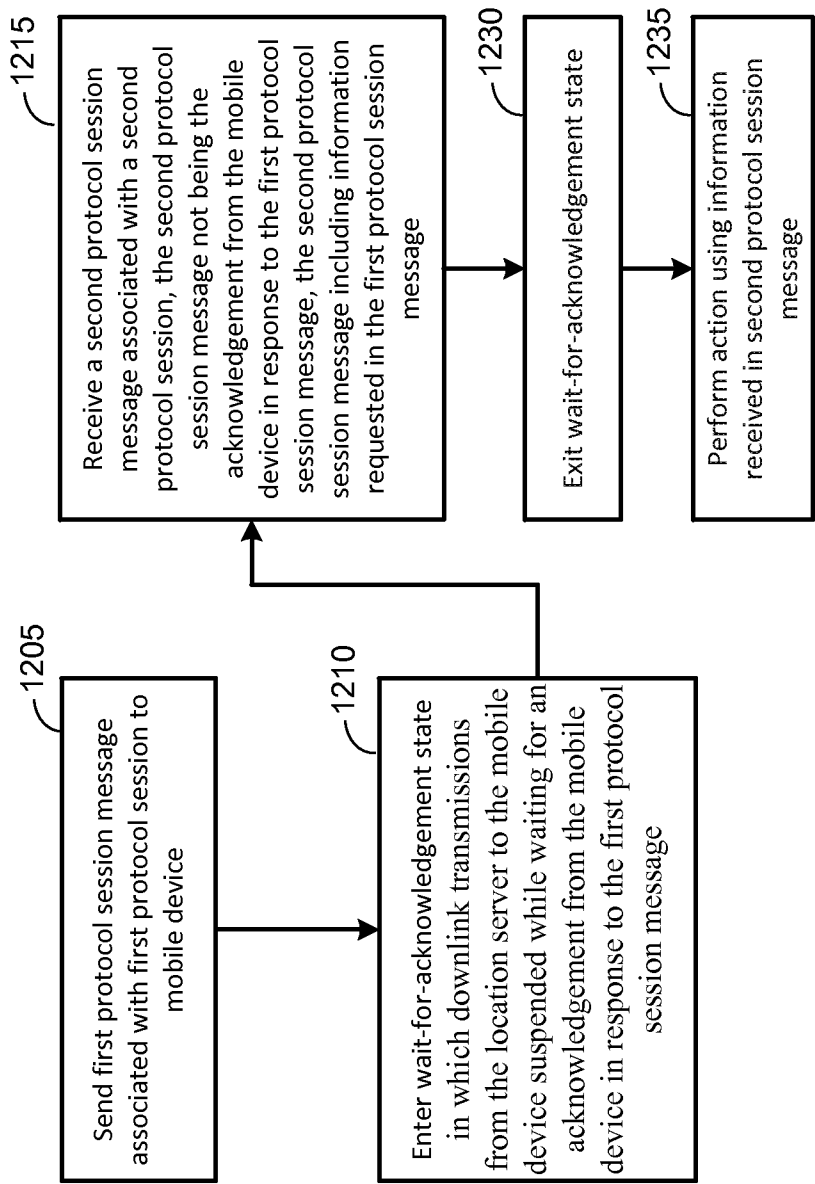 1205
Send first protocol session message
associated with first protocol session to
mobile device
1210
Enter wait-for-acknowledgement state
in which downlink transmissions
from the location server to the mobile
device suspended while waiting for an
acknowledgement from the mobile
device in response to the first protocol
session message
1215
Receive a second protocol session
message associated with a second
protocol session, the second protocol
session message not being the
acknowledgement from the mobile
device in response to the first protocol
session message, the second protocol
session message including information
requested in the first protocol session
message
1230
Exit wait-for-acknowledgement state
1235
Perform action using information
received in second protocol session
message